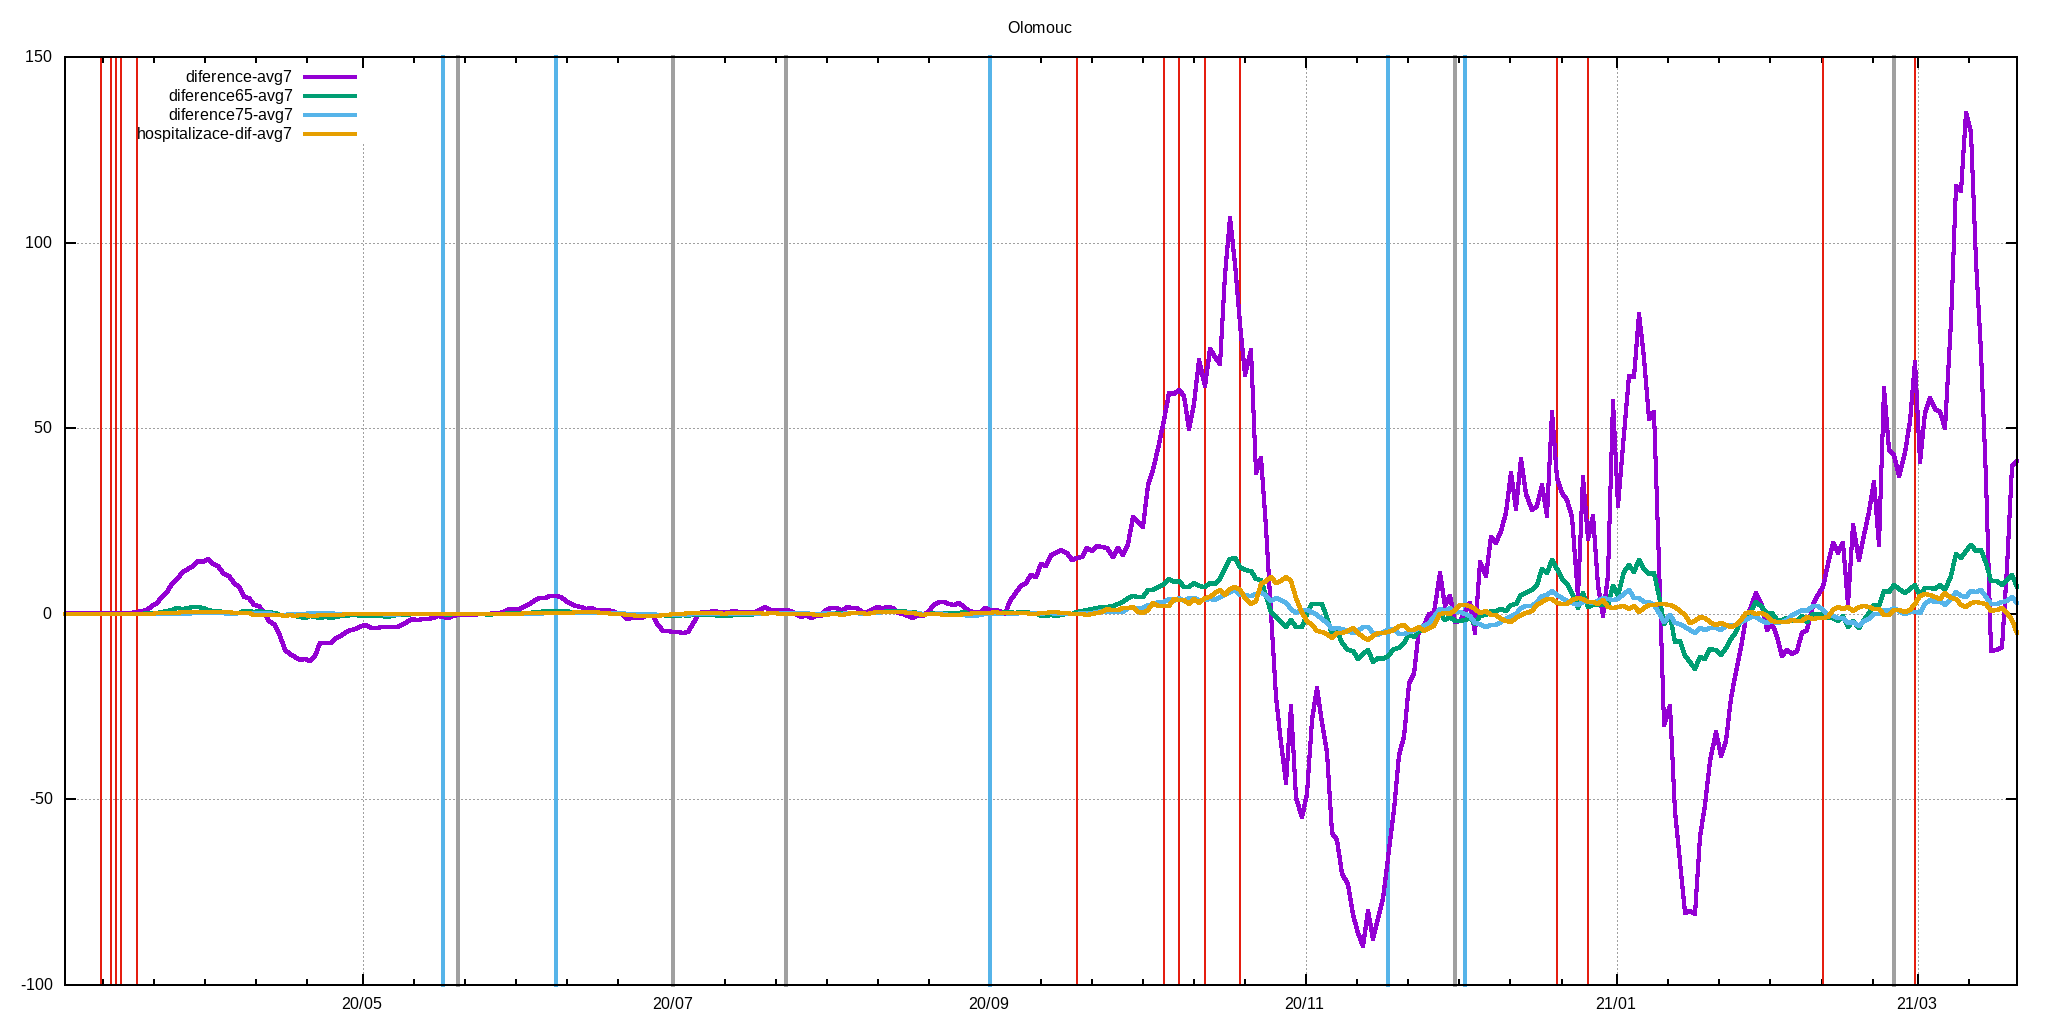 Olomouc
150
diference-avg7
diference65-avg7
diference75-avg7
hospitalizace-dif-avg7
100
50
0
-50
-100
20/05 20/07 20/09 20/11 21/01 21/03